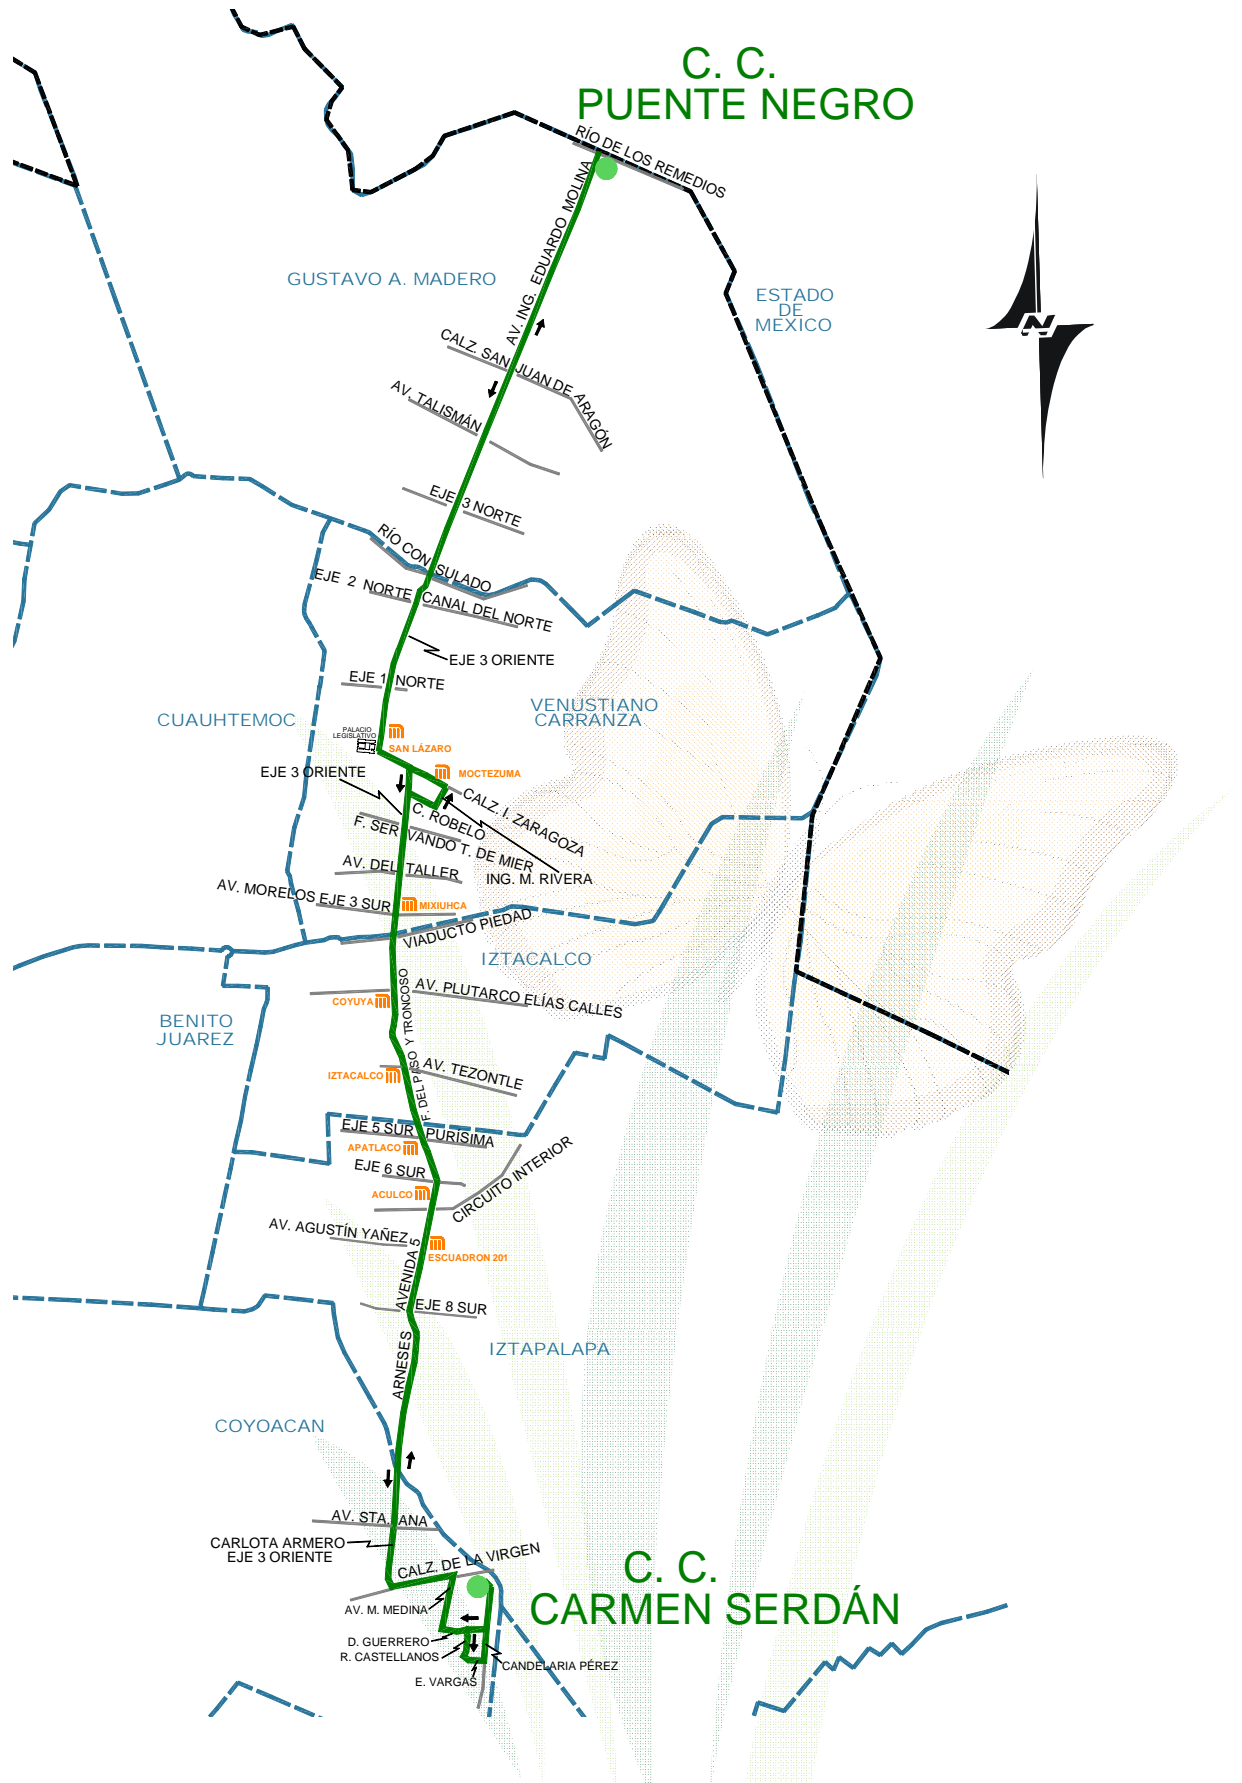 C. C.
PUENTE NEGRO
RÍO DE LOS REMEDIOS
AV. ING. EDUARDO MOLINA
GUSTAVO A. MADERO
ESTADO
DE
MEXICO
N
CALZ. SAN JUAN DE ARAGÓN
AV. TALISMÁN
EJE 3 NORTE
RÍO CONSULADO
EJE 2 NORTE CANAL DEL NORTE
EJE 3 ORIENTE
EJE 1 NORTE
CUAUHTEMOC
VENUSTIANO
CARRANZA
PALACIO
LEGISLATIVO
SAN LÁZARO
EJE 3 ORIENTE
MOCTEZUMA
CALZ. I. ZARAGOZA
C. ROBELO
F. SERVANDO T. DE MIER
ING. M. RIVERA
AV. DEL TALLER
AV. MORELOS EJE 3 SUR
MIXIUHCA
VIADUCTO PIEDAD
IZTACALCO
AV. PLUTARCO ELÍAS CALLES
COYUYA
F. DEL PASO Y TRONCOSO
BENITO
JUAREZ
AV. TEZONTLE
IZTACALCO
EJE 5 SUR PURÍSIMA
APATLACO
EJE 6 SUR
ACULCO
CIRCUITO INTERIOR
AV. AGUSTÍN YAÑEZ
ESCUADRON 201
AVENIDA 5
EJE 8 SUR
IZTAPALAPA
ARNESES
COYOACAN
AV. STA. ANA
CARLOTA ARMERO
EJE 3 ORIENTE
CALZ. DE LA VIRGEN
C. C.
CARMEN SERDÁN
AV. M. MEDINA
D. GUERRERO
R. CASTELLANOS
CANDELARIA PÉREZ
E. VARGAS